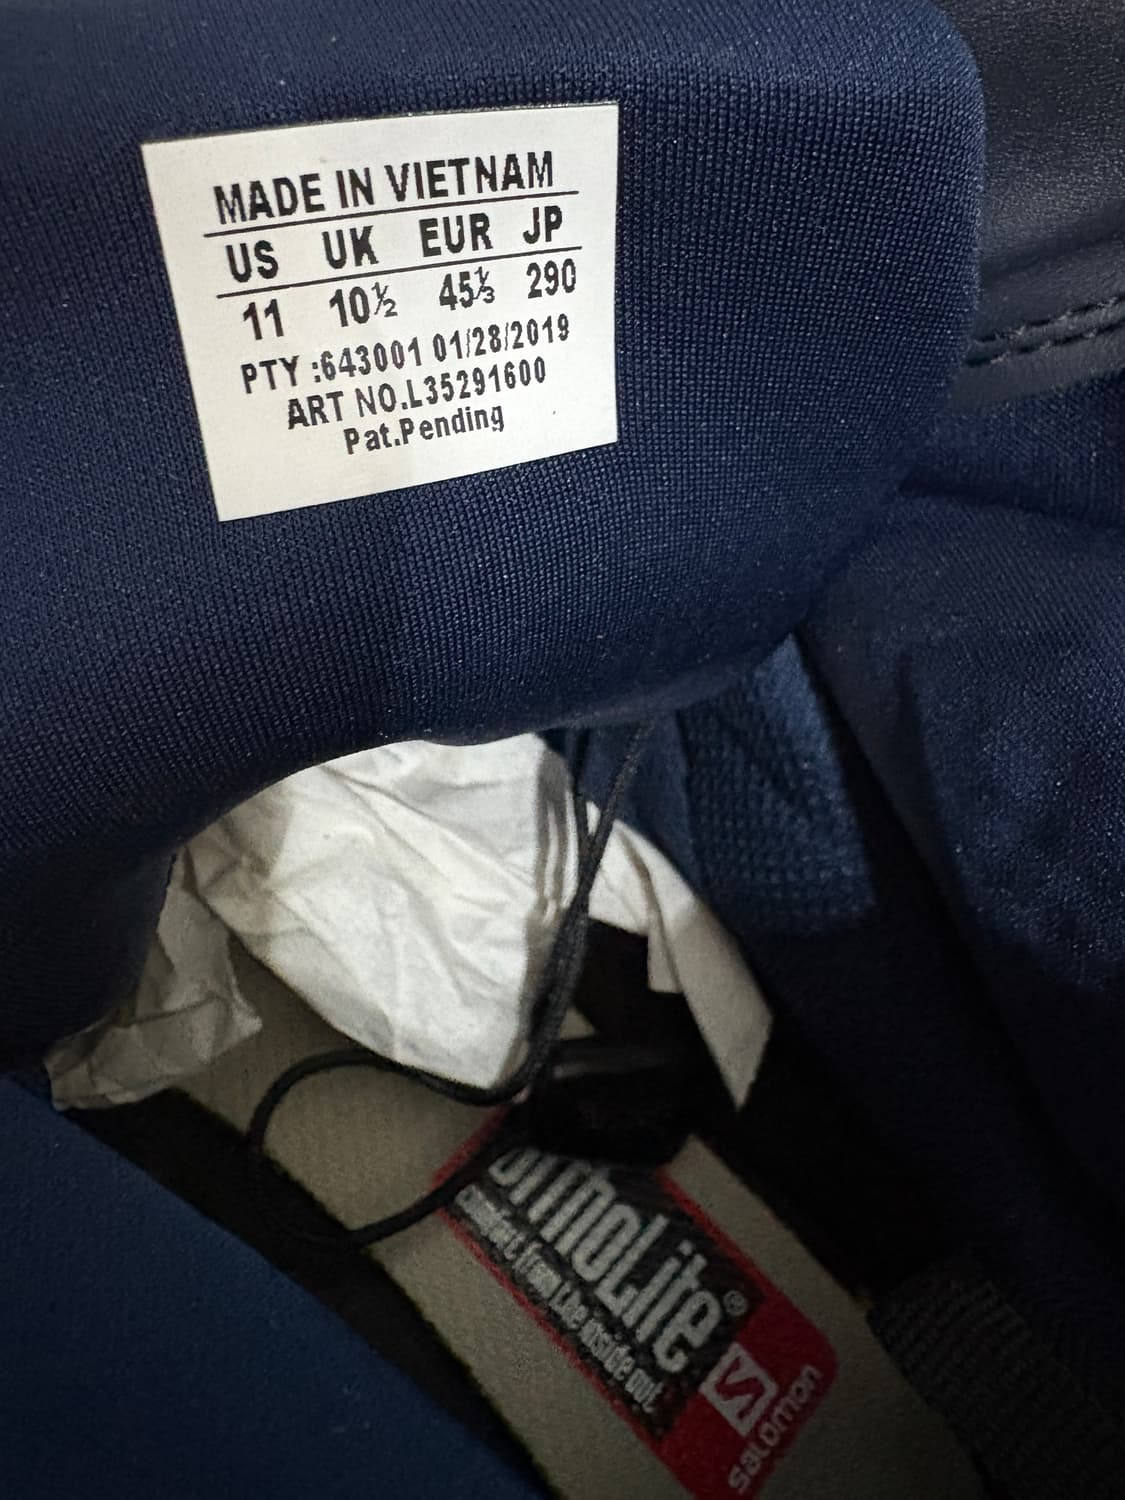 MADE IN VIETNAM
US UK EUR JP
11 10½ 45⅓ 290
PTY :643001 01/28/2019
ART NO.L35291600
Pat.Pending
comfort from the inside out
salomon